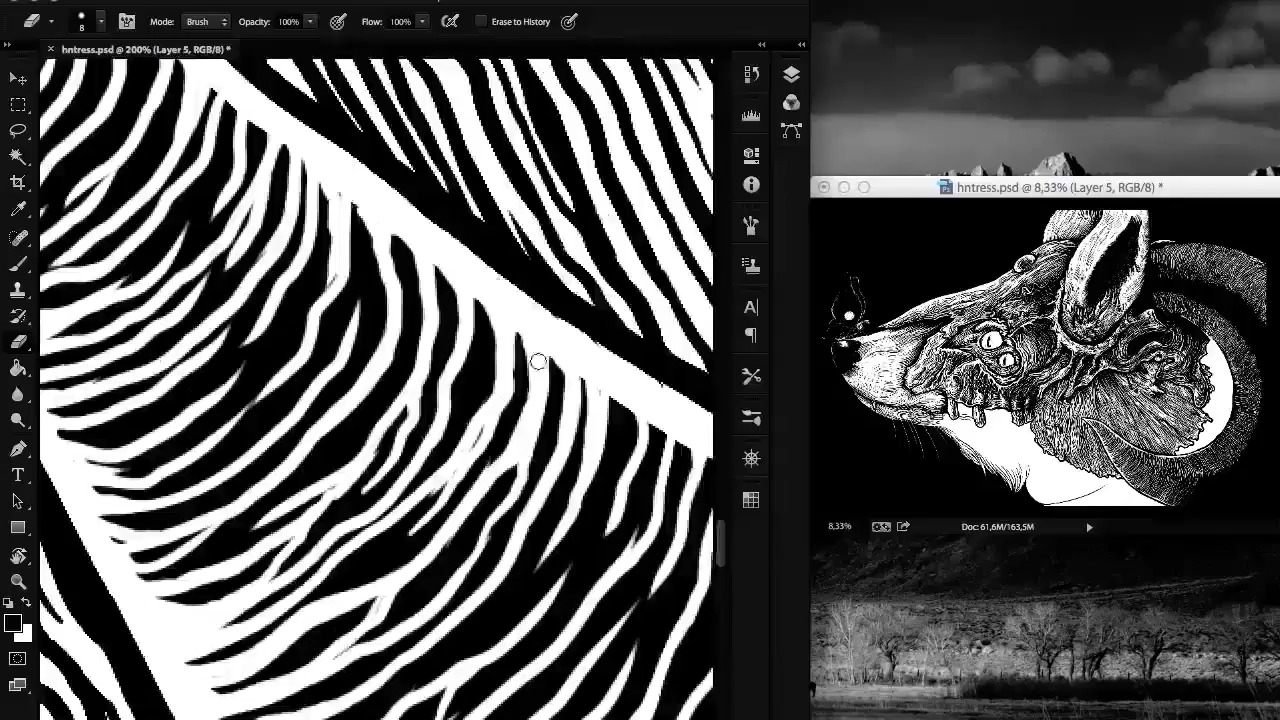 8 Mode: Brush Opacity: 100% Flow: 100% Erase to History
× hntress.psd @ 200% (Layer 5, RGB/8) *
hntress.psd @ 8,33% (Layer 5, RGB/8) *
8,33% Doc: 61,6M/163,5M